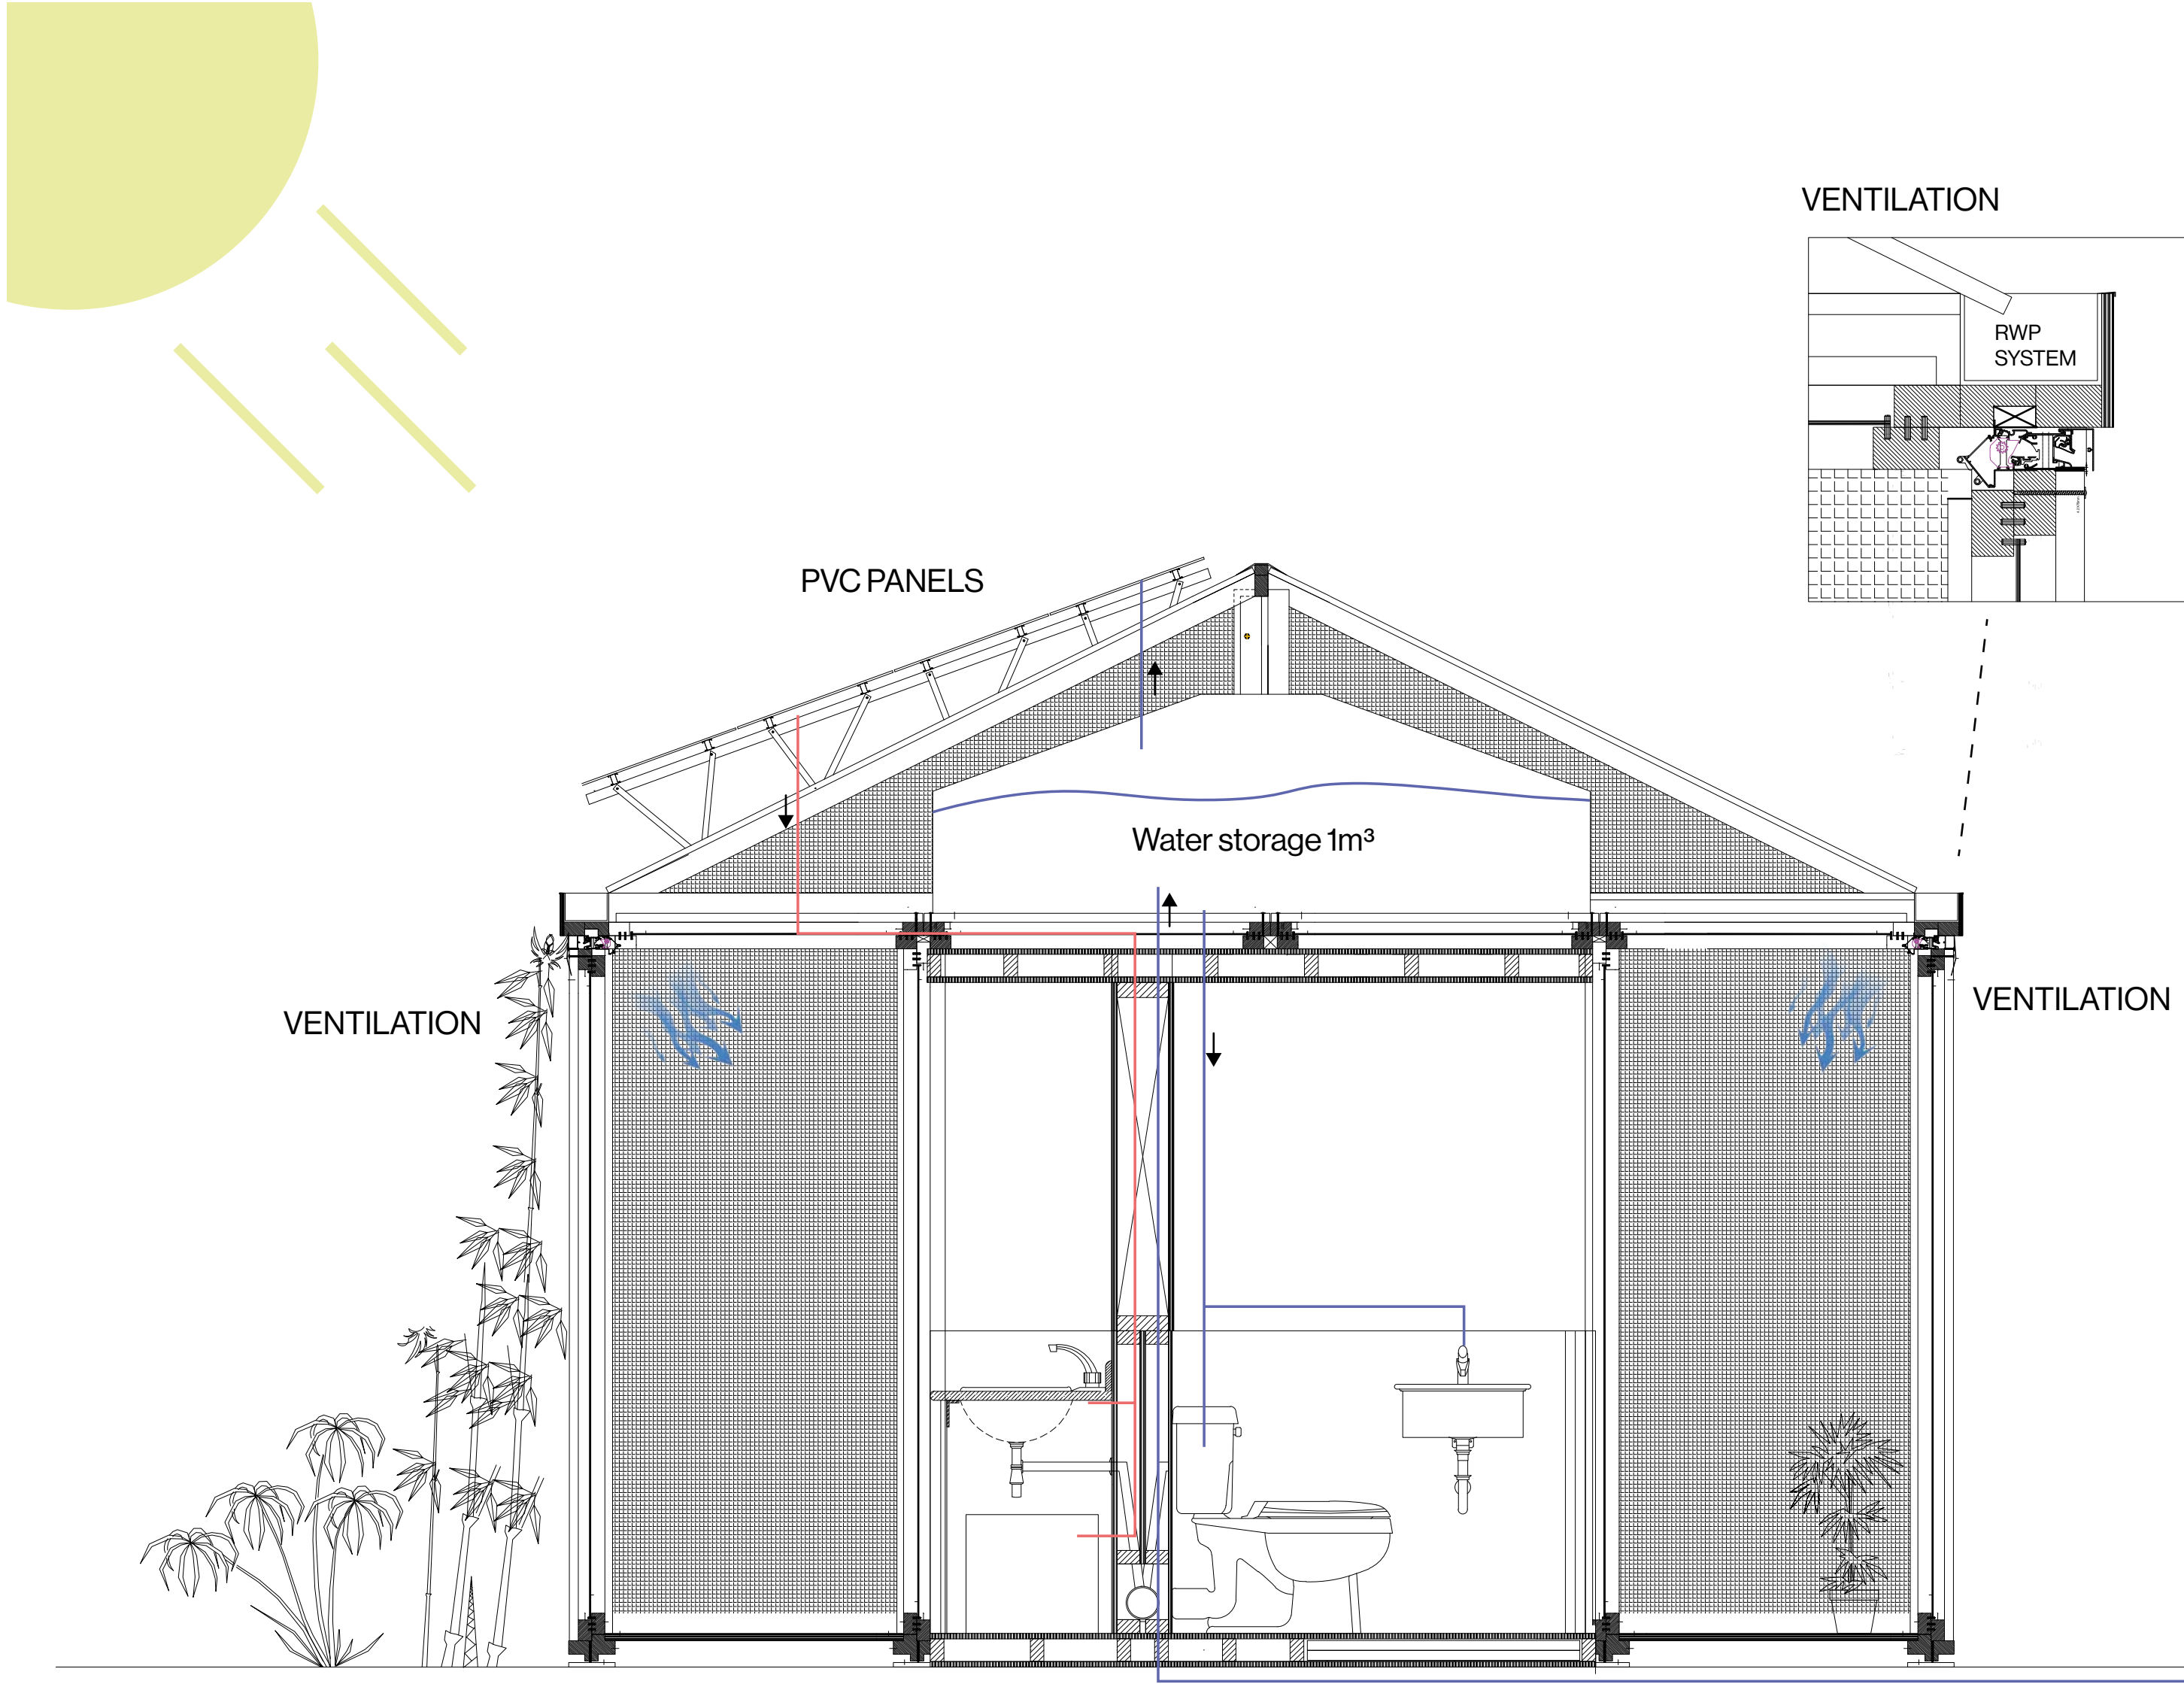 VENTILATION
RWP
SYSTEM
PVC PANELS
Water storage 1m³
VENTILATION
VENTILATION